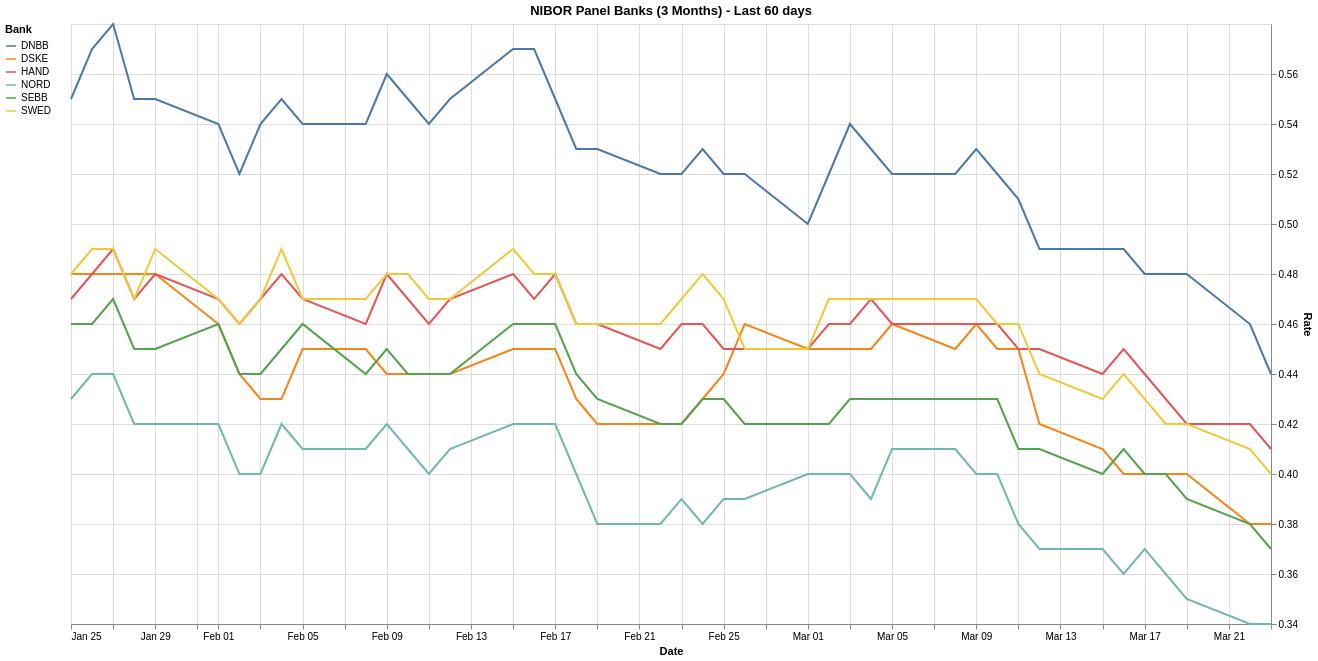 NIBOR Panel Banks (3 Months) - Last 60 days
Bank
DNBB
DSKE
HAND
NORD
SEBB
SWED
0.56
0.54
0.52
0.50
0.48
0.46
0.44
0.42
0.40
0.38
0.36
0.34
Rate
Jan 25 Jan 29 Feb 01 Feb 05 Feb 09 Feb 13 Feb 17 Feb 21 Feb 25 Mar 01 Mar 05 Mar 09 Mar 13 Mar 17 Mar 21
Date